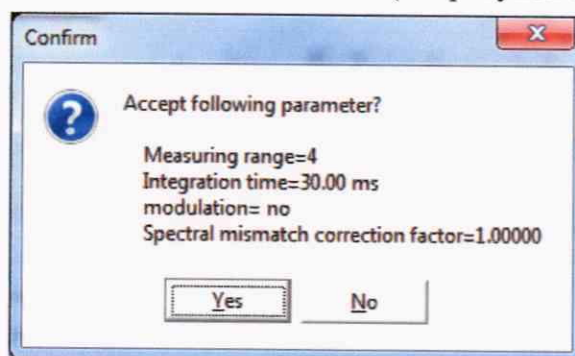 Confirm
Accept following parameter?
Measuring range=4
Integration time=30.00 ms
modulation= no
Spectral mismatch correction factor=1.00000
Yes
No